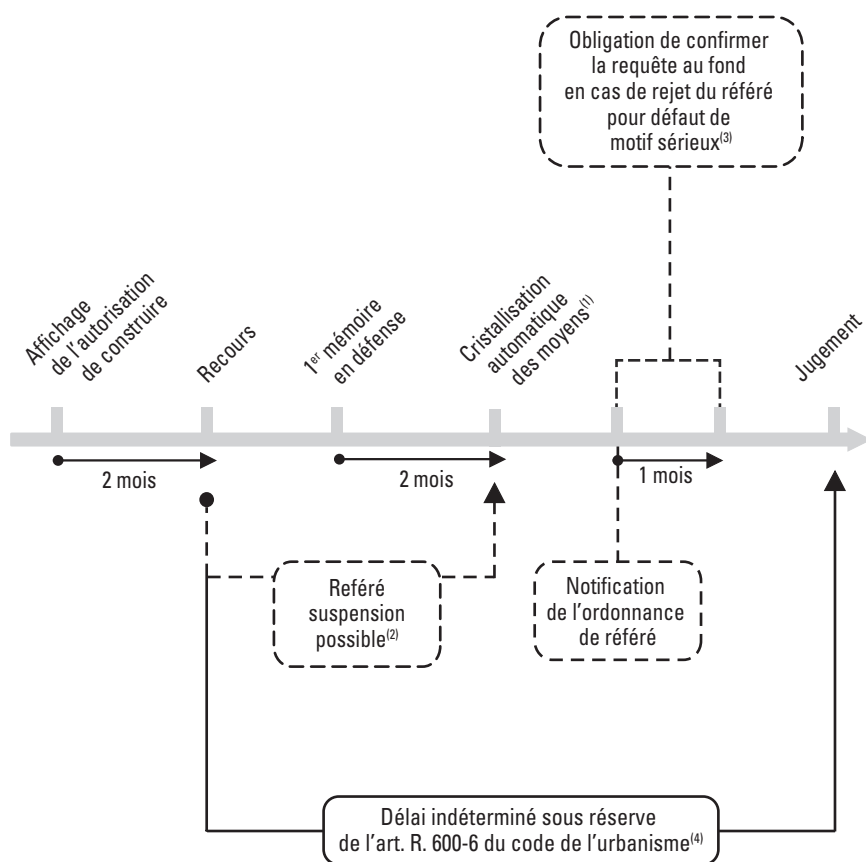 Obligation de confirmer
la requête au fond
en cas de rejet du référé
pour défaut de
motif sérieux(3)
Affichage
de l'autorisation
de construire
Recours
1er mémoire
en défense
Cristallisation
automatique
des moyens(1)
Jugement
2 mois
2 mois
1 mois
Reféré
suspension
possible(2)
Notification
de l'ordonnance
de référé
Délai indéterminé sous réserve
de l'art. R. 600-6 du code de l'urbanisme(4)